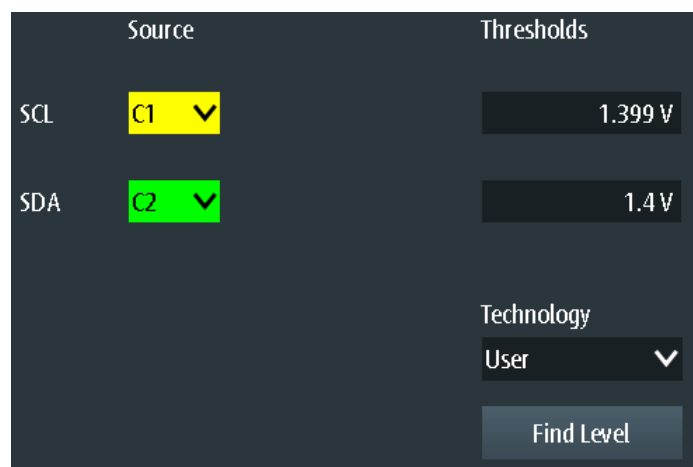 Source Thresholds
SCL C1 1.399 V
SDA C2 1.4 V
Technology
User
Find Level